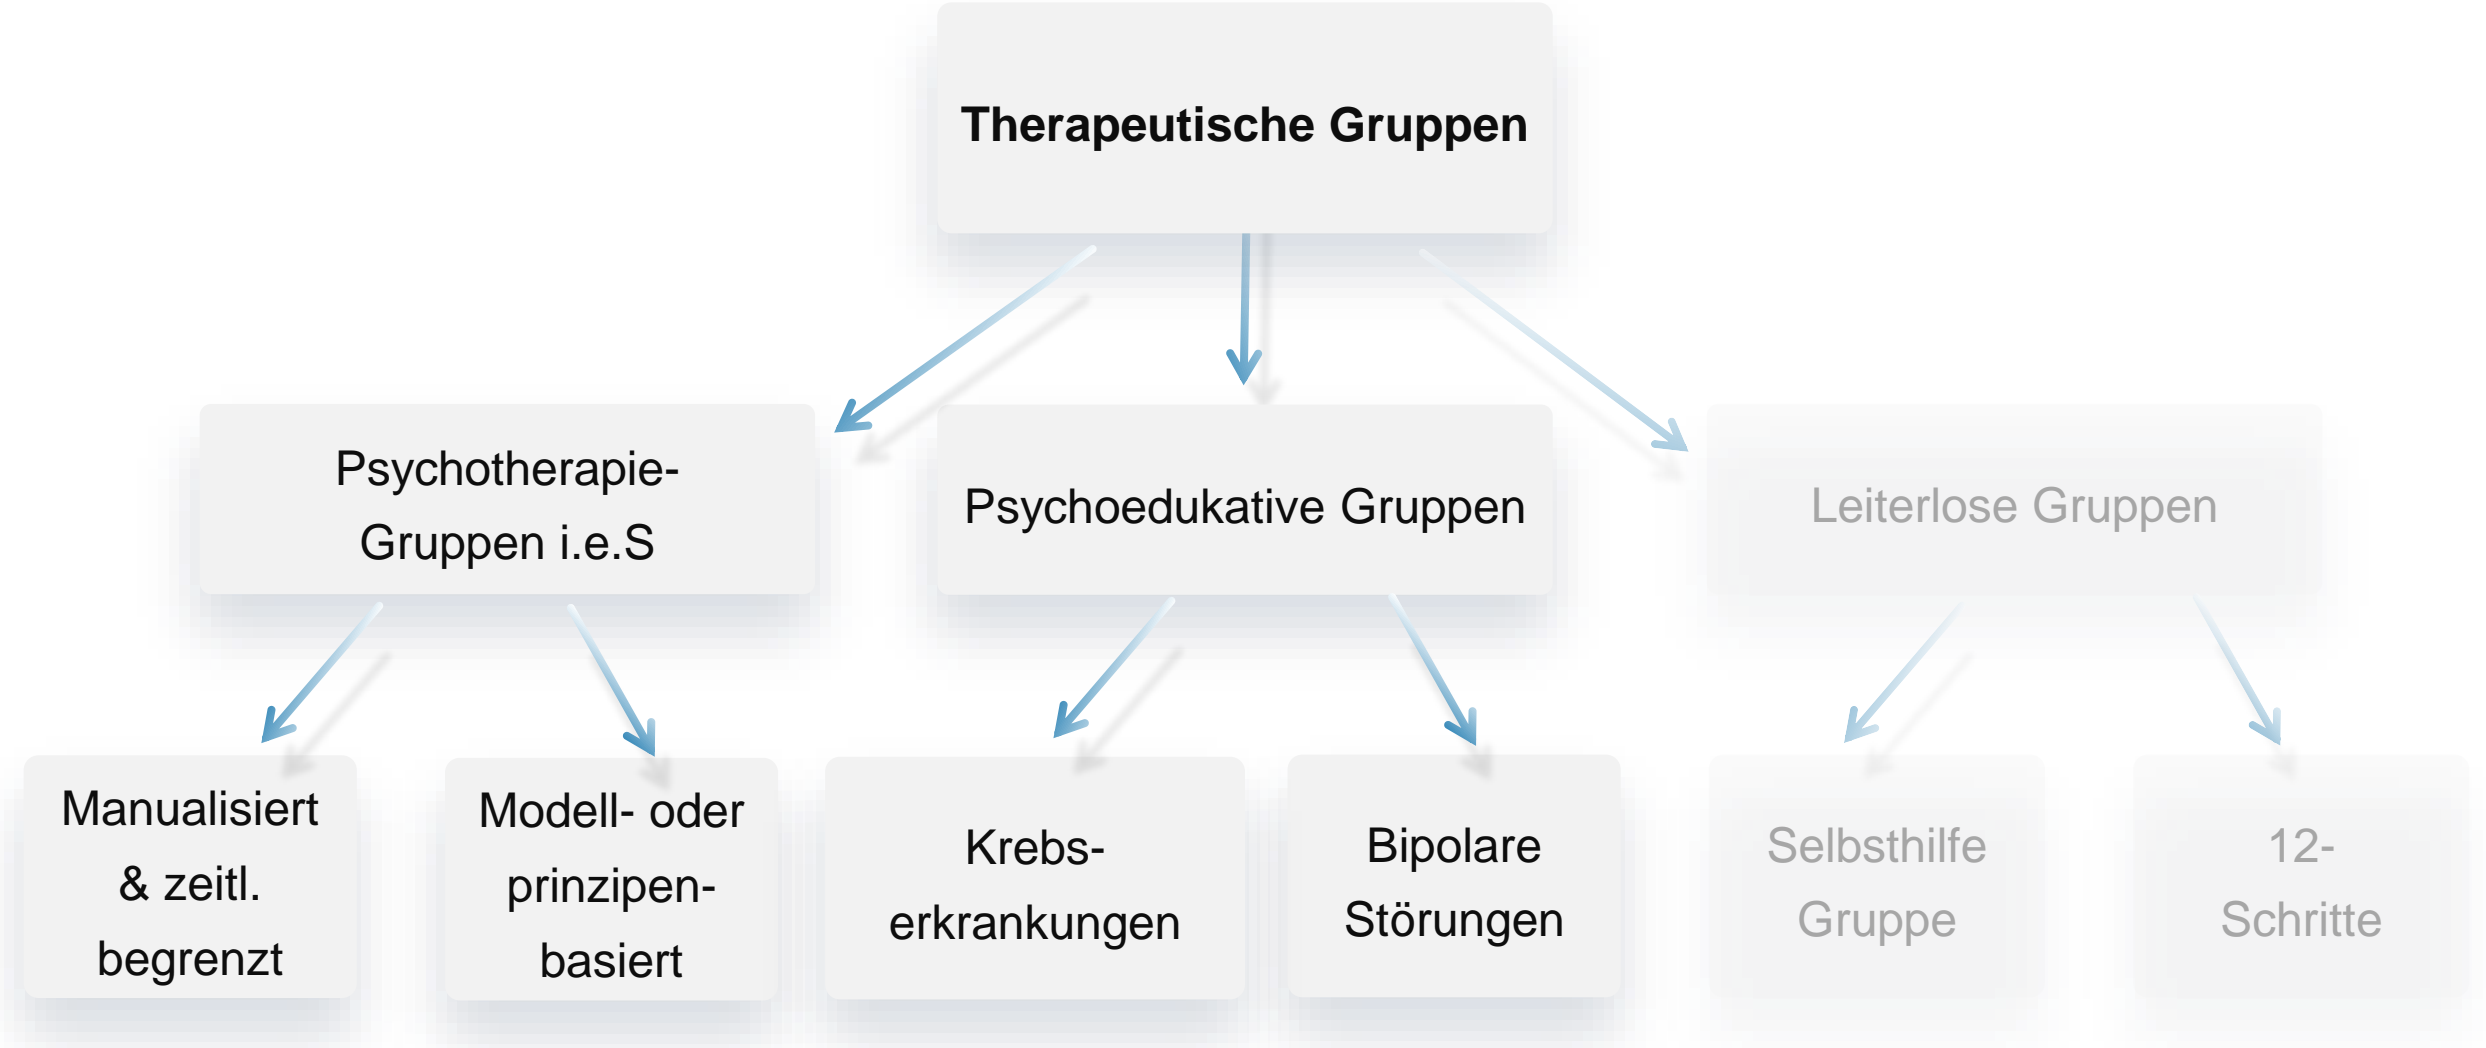 Therapeutische Gruppen
Psychotherapie-
Gruppen i.e.S
Psychoedukative Gruppen
Leiterlose Gruppen
Manualisiert
& zeitl.
begrenzt
Modell- oder
prinzipen-
basiert
Krebs-
erkrankungen
Bipolare
Störungen
Selbsthilfe
Gruppe
12-
Schritte